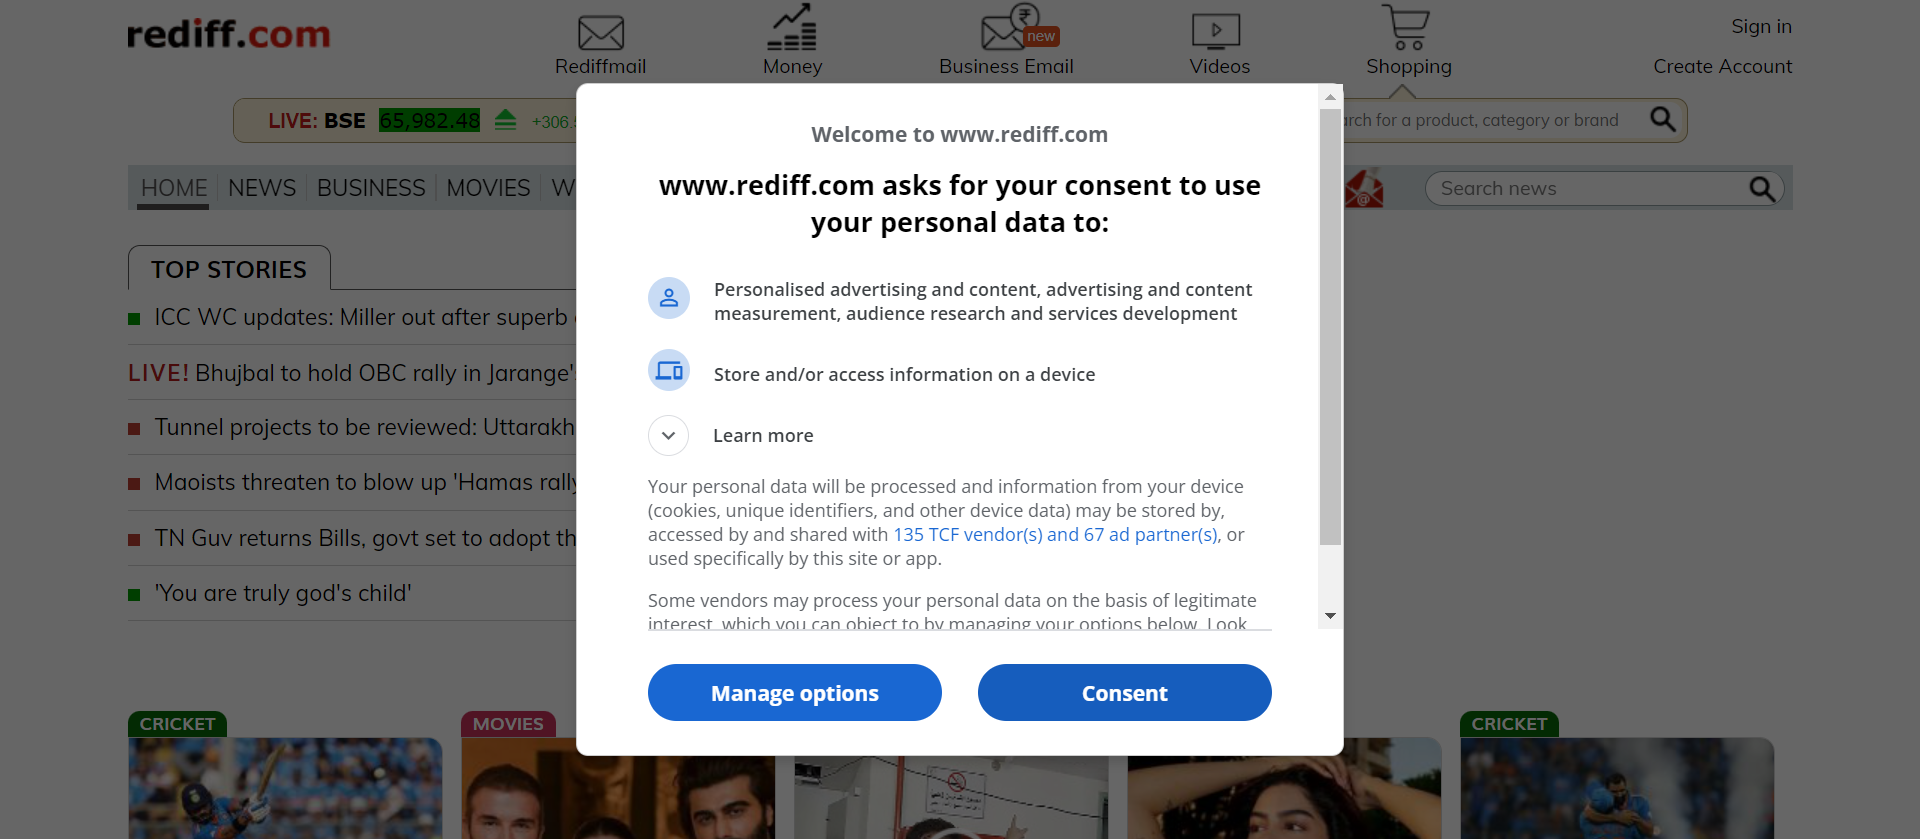 rediff.com
Rediffmail
Money
new
Business Email
Videos
Shopping
Sign in
Create Account
LIVE: BSE 65,982.48 +306.
rch for a product, category or brand
HOME NEWS BUSINESS MOVIES W
Search news
TOP STORIES
ICC WC updates: Miller out after superb
LIVE! Bhujbal to hold OBC rally in Jarange'
Tunnel projects to be reviewed: Uttarakh
Maoists threaten to blow up 'Hamas rally
TN Guv returns Bills, govt set to adopt th
'You are truly god's child'
Welcome to www.rediff.com
www.rediff.com asks for your consent to use
your personal data to:
Personalised advertising and content, advertising and content
measurement, audience research and services development
Store and/or access information on a device
Learn more
Your personal data will be processed and information from your device
(cookies, unique identifiers, and other device data) may be stored by,
accessed by and shared with 135 TCF vendor(s) and 67 ad partner(s), or
used specifically by this site or app.
Some vendors may process your personal data on the basis of legitimate
interest, which you can object to by managing your options below. Look
Manage options
Consent
CRICKET
MOVIES
CRICKET